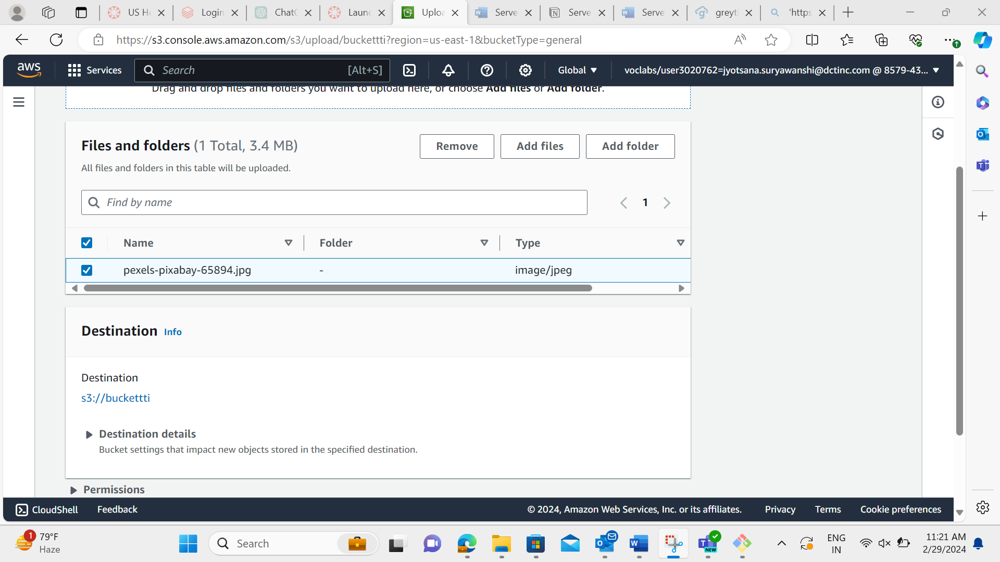 US He
Login
ChatG
Launc
Uploa
Serve
Serve
Serve
greyth
'https
https://s3.console.aws.amazon.com/s3/upload/buckettti?region=us-east-1&bucketType=general
aws
Services
Search [Alt+S]
Global
voclabs/user3020762=jyotsana.suryawanshi@dctinc.com @ 8579-43...
Drag and drop files and folders you want to upload here, or choose Add files or Add folder.
Files and folders (1 Total, 3.4 MB)
Remove
Add files
Add folder
All files and folders in this table will be uploaded.
Find by name
1
Name
Folder
Type
pexels-pixabay-65894.jpg
-
image/jpeg
Destination Info
Destination
s3://buckettti
Destination details
Bucket settings that impact new objects stored in the specified destination.
Permissions
CloudShell
Feedback
© 2024, Amazon Web Services, Inc. or its affiliates.
Privacy
Terms
Cookie preferences
1
79°F
Haze
Search
NEW
ENG
IN
11:21 AM
2/29/2024